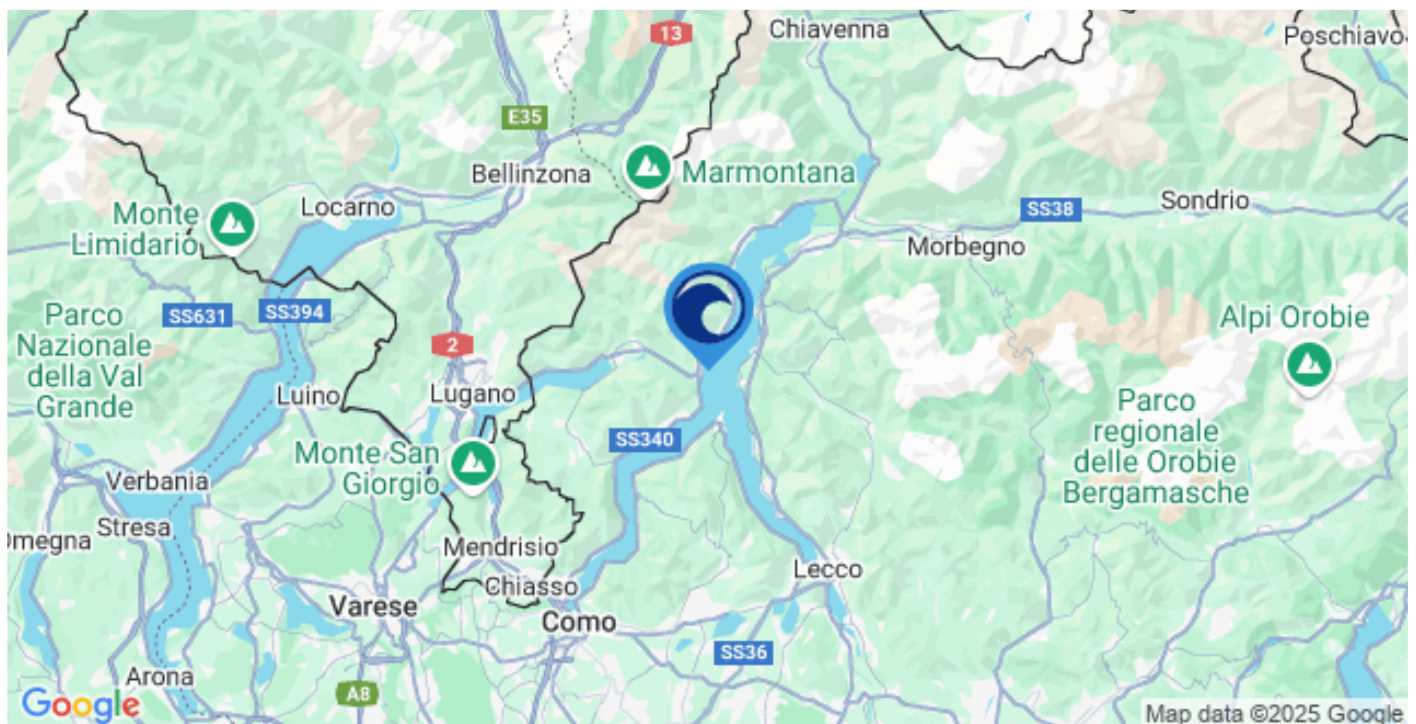 13
Chiavenna
Poschiavo
E35
Bellinzona
Marmontana
Locarno
Monte
Limidario
SS38
Sondrio
Morbegno
SS631
SS394
Parco
Nazionale
della Val
Grande
Alpi Orobie
2
Luino
Lugano
Parco
regionale
delle Orobie
Bergamasche
SS340
Monte San
Giorgio
Verbania
Stresa
Omegna
Mendrisio
Chiasso
Lecco
Varese
Como
SS36
Arona
A8
Google
Map data ©2025 Google